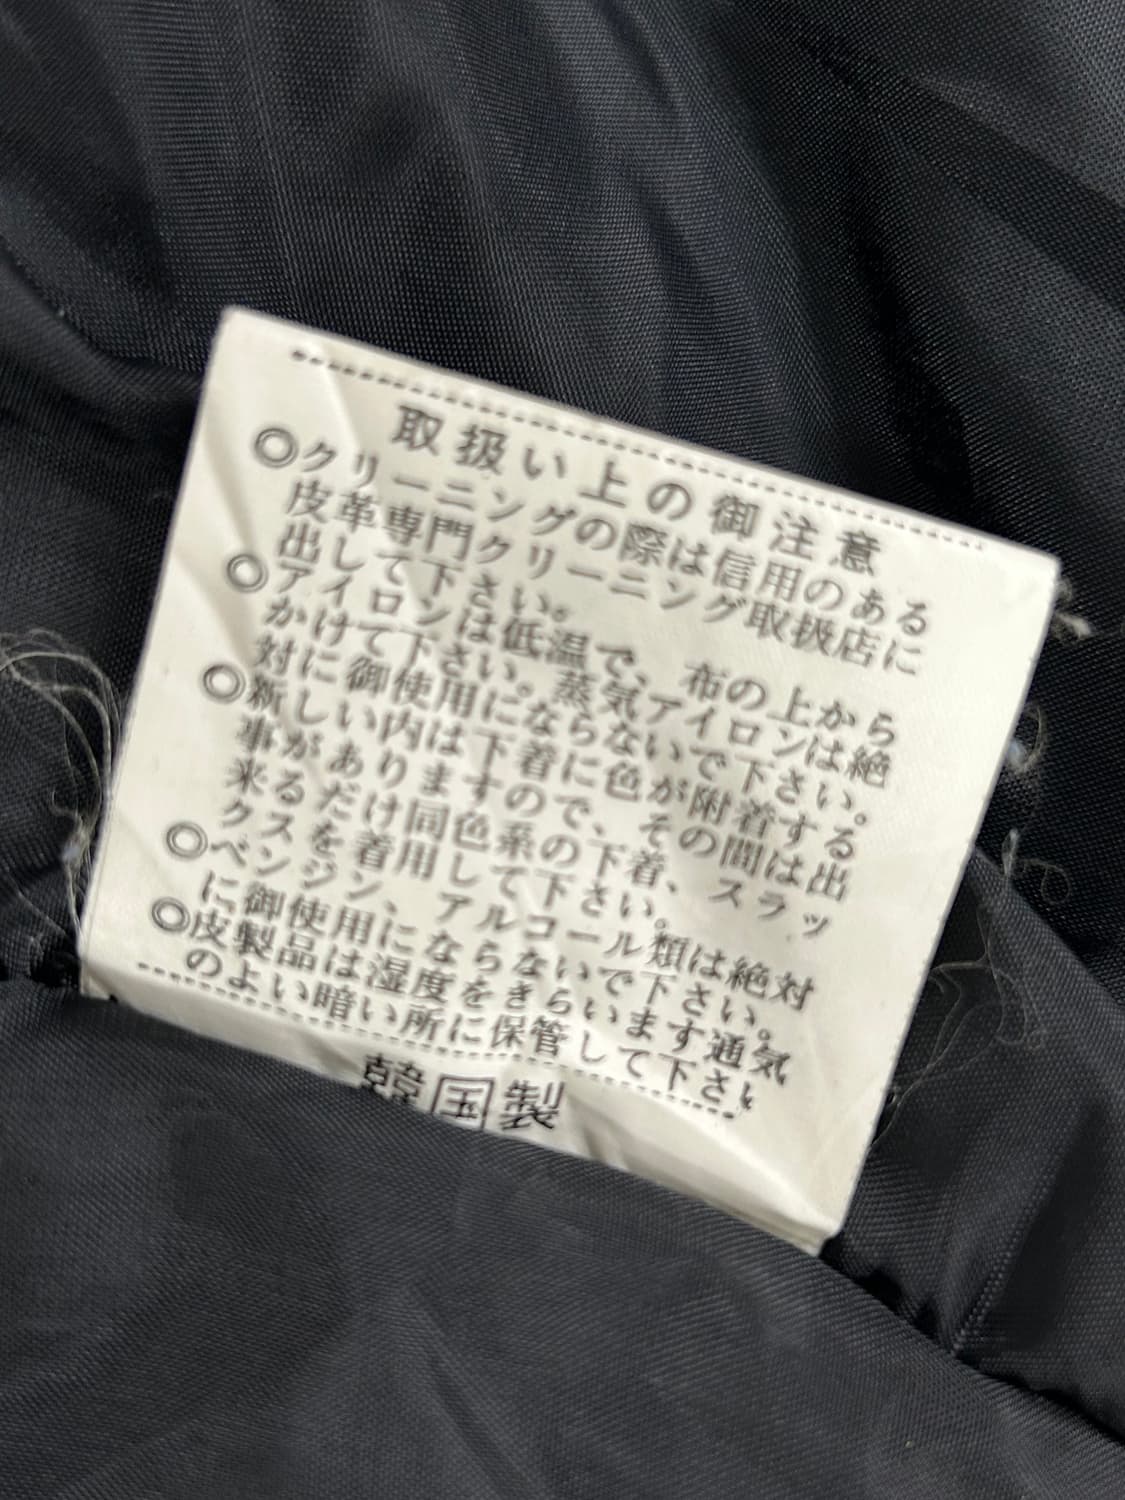 取扱い上の御注意
◎クリーニングの際は信用のある
皮革専門クリーニング取扱店に
出して下さい。
◎アイロンは低温で、布の上から
かけて下さい。蒸気アイロンは絶
対に御使用にならないで下さい。
◎新しい内は下着に色が附着する
事がありますので、その間は出
来るだけ同色系の下着、スラッ
クスを着用して下さい。
◎ベンジン、アルコール類は絶対
に御使用にならないで下さい。
◎皮製品は湿度をきらいます通気
のよい暗い所に保管して下さい
韓国製